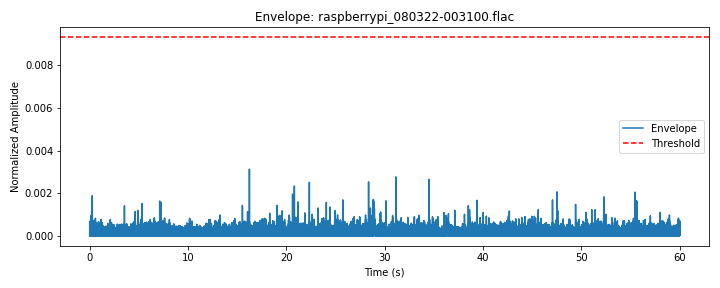 Envelope: raspberrypi_080322-003100.flac
Normalized Amplitude
0.008
0.006
0.004
0.002
0.000
Envelope
Threshold
0 10 20 30 40 50 60
Time (s)